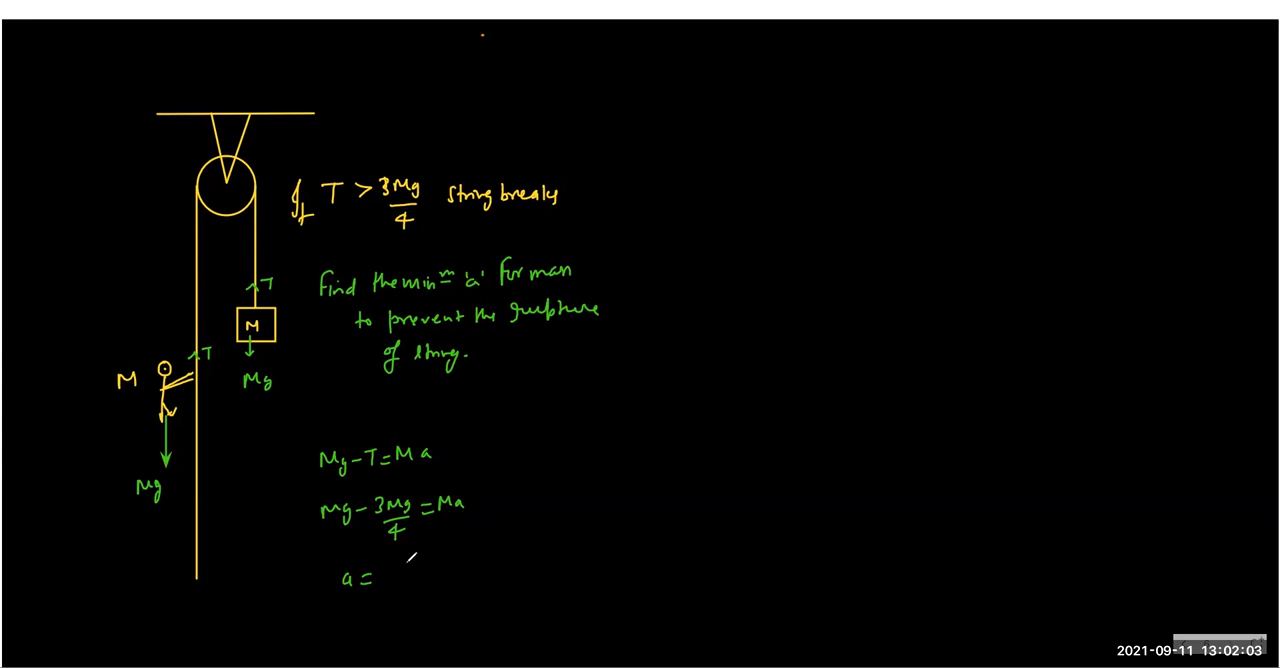 If T > 3Mg/4 string breaks
T
Find the minm 'a' for man
to prevent the rupture
of string.
M
Mg
T
M
Mg
Mg - T = Ma
Mg - 3Mg/4 = Ma
a =
2021-09-11 13:02:03